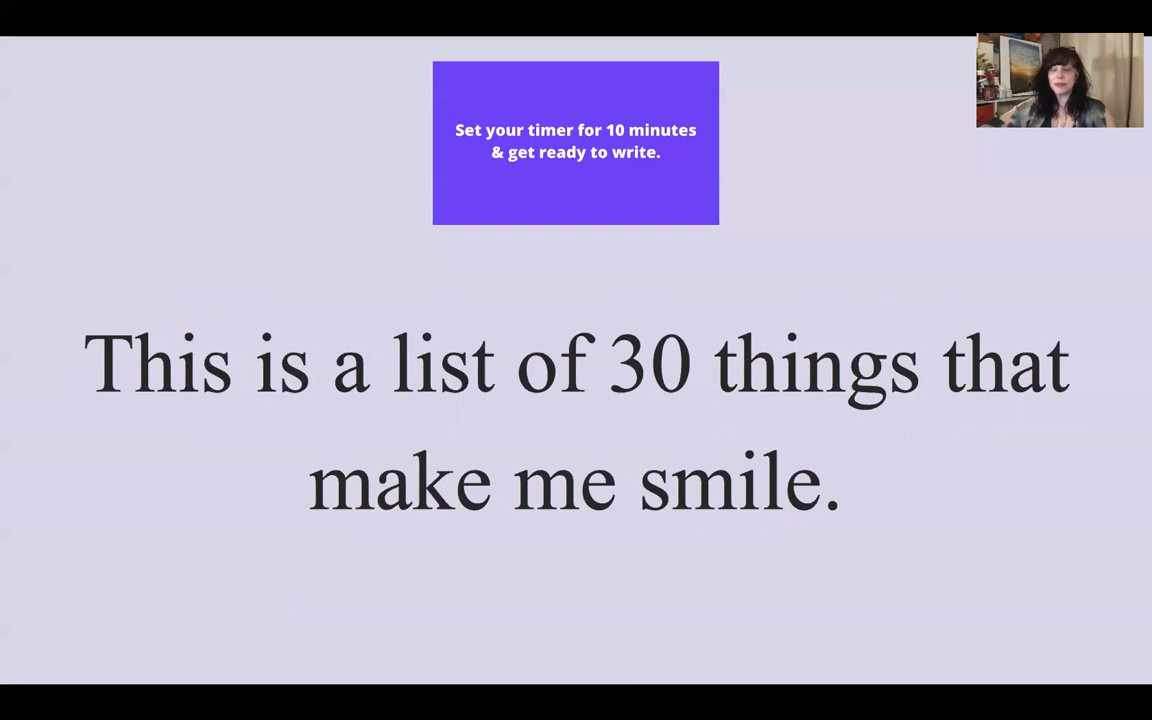 Set your timer for 10 minutes
& get ready to write.
This is a list of 30 things that
make me smile.